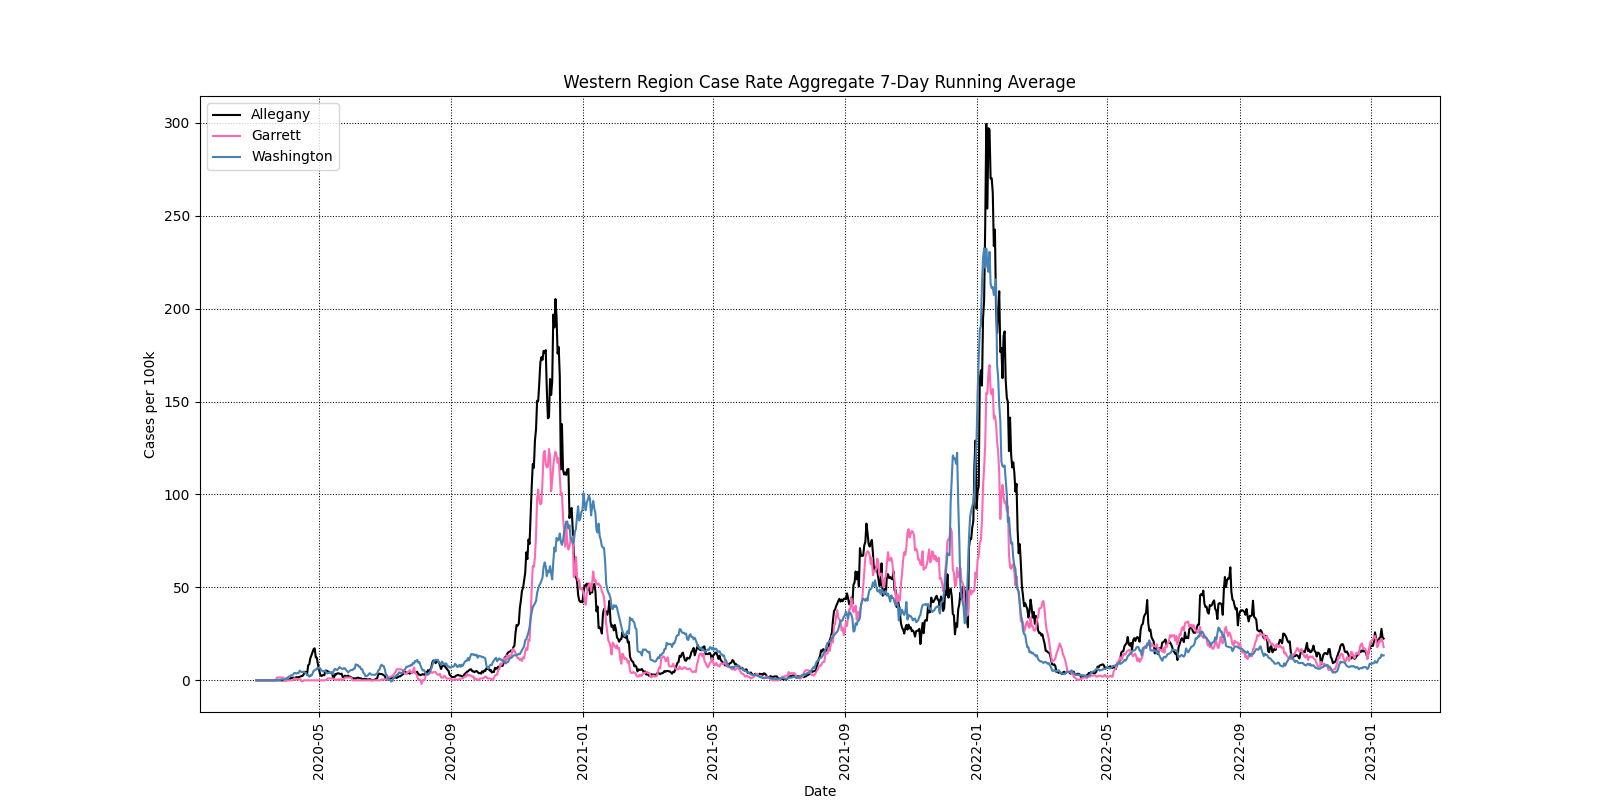 Western Region Case Rate Aggregate 7-Day Running Average
Allegany
Garrett
Washington
300
250
200
150
100
50
0
Cases per 100k
2020-05
2020-09
2021-01
2021-05
2021-09
2022-01
2022-05
2022-09
2023-01
Date